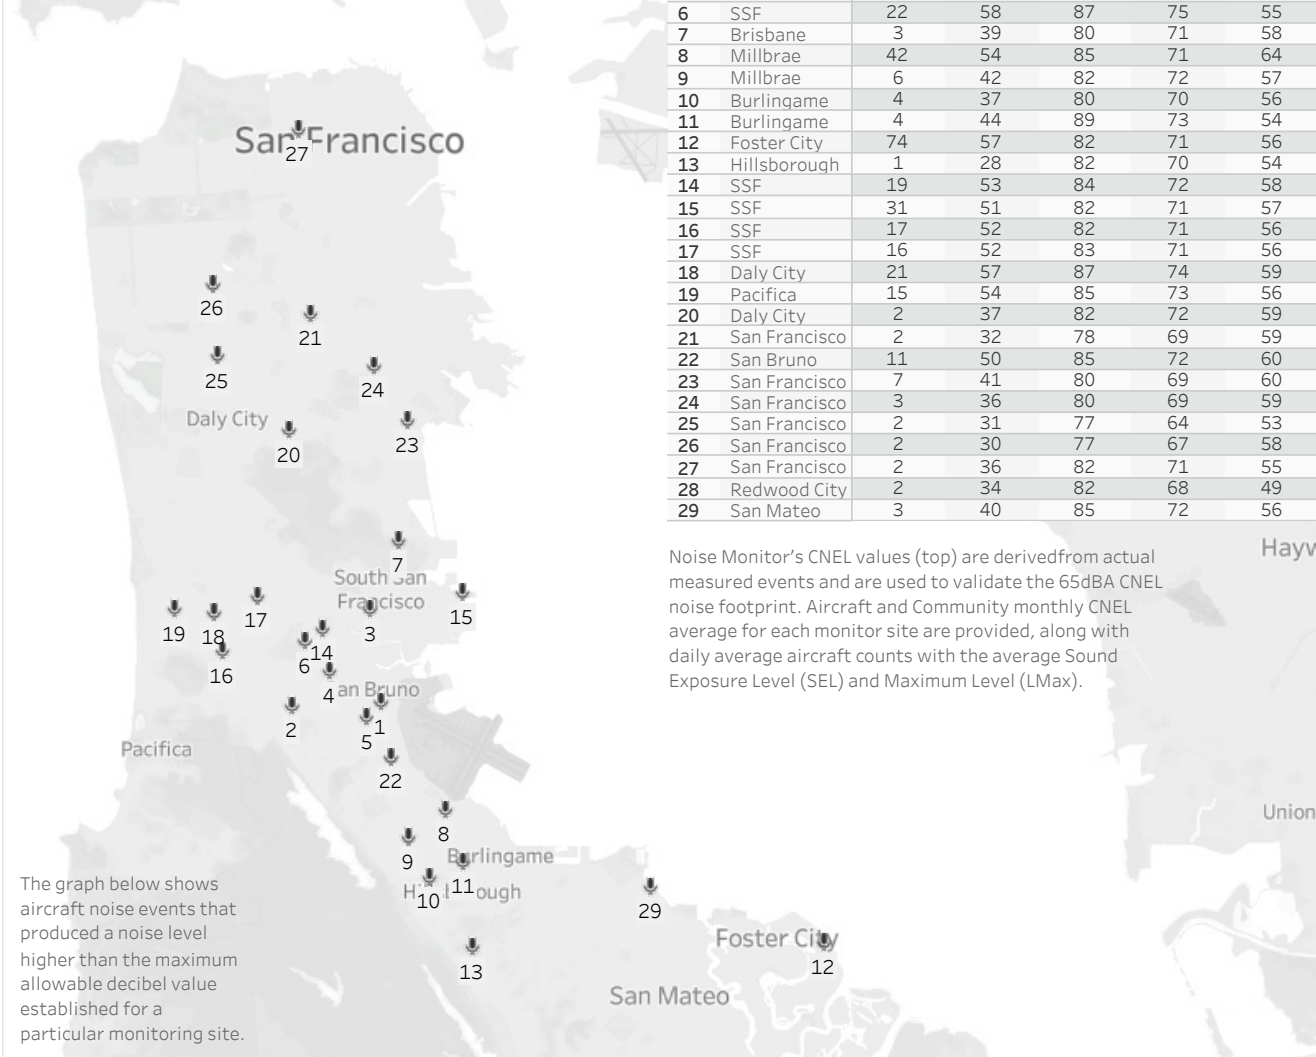 6 SSF 22 58 87 75 55
7 Brisbane 3 39 80 71 58
8 Millbrae 42 54 85 71 64
9 Millbrae 6 42 82 72 57
10 Burlingame 4 37 80 70 56
11 Burlingame 4 44 89 73 54
12 Foster City 74 57 82 71 56
13 Hillsborough 1 28 82 70 54
14 SSF 19 53 84 72 58
15 SSF 31 51 82 71 57
16 SSF 17 52 82 71 56
17 SSF 16 52 83 71 56
18 Daly City 21 57 87 74 59
19 Pacifica 15 54 85 73 56
20 Daly City 2 37 82 72 59
21 San Francisco 2 32 78 69 59
22 San Bruno 11 50 85 72 60
23 San Francisco 7 41 80 69 60
24 San Francisco 3 36 80 69 59
25 San Francisco 2 31 77 64 53
26 San Francisco 2 30 77 67 58
27 San Francisco 2 36 82 71 55
28 Redwood City 2 34 82 68 49
29 San Mateo 3 40 85 72 56
Noise Monitor's CNEL values (top) are derivedfrom actual
measured events and are used to validate the 65dBA CNEL
noise footprint. Aircraft and Community monthly CNEL
average for each monitor site are provided, along with
daily average aircraft counts with the average Sound
Exposure Level (SEL) and Maximum Level (LMax).
San Francisco
27
26
21
25
24
Daly City
23
20
7
South San
Francisco
15
17
19
18
3
14
6
16
4
an Bruno
2
1
5
Pacifica
22
8
9
Burlingame
11
10
29
Foster City
12
13
San Mateo
Hayw
Union
The graph below shows
aircraft noise events that
produced a noise level
higher than the maximum
allowable decibel value
established for a
particular monitoring site.